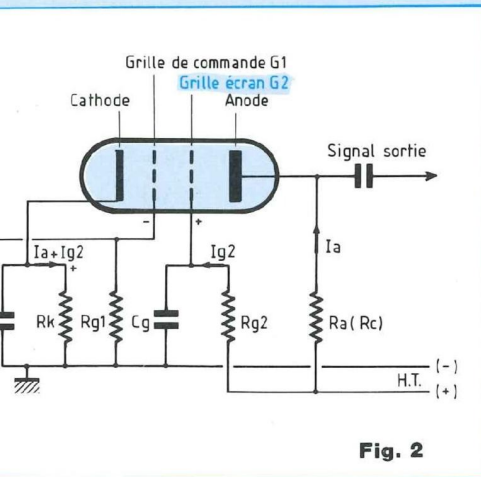 Grille de commande G1
Grille écran G2
Cathode
Anode
Signal sortie
-
+
Ia+Ig2
+
Ig2
Ia
Rk
Rg1
Cg
Rg2
Ra(Rc)
(-)
H.T.
(+)
Fig. 2